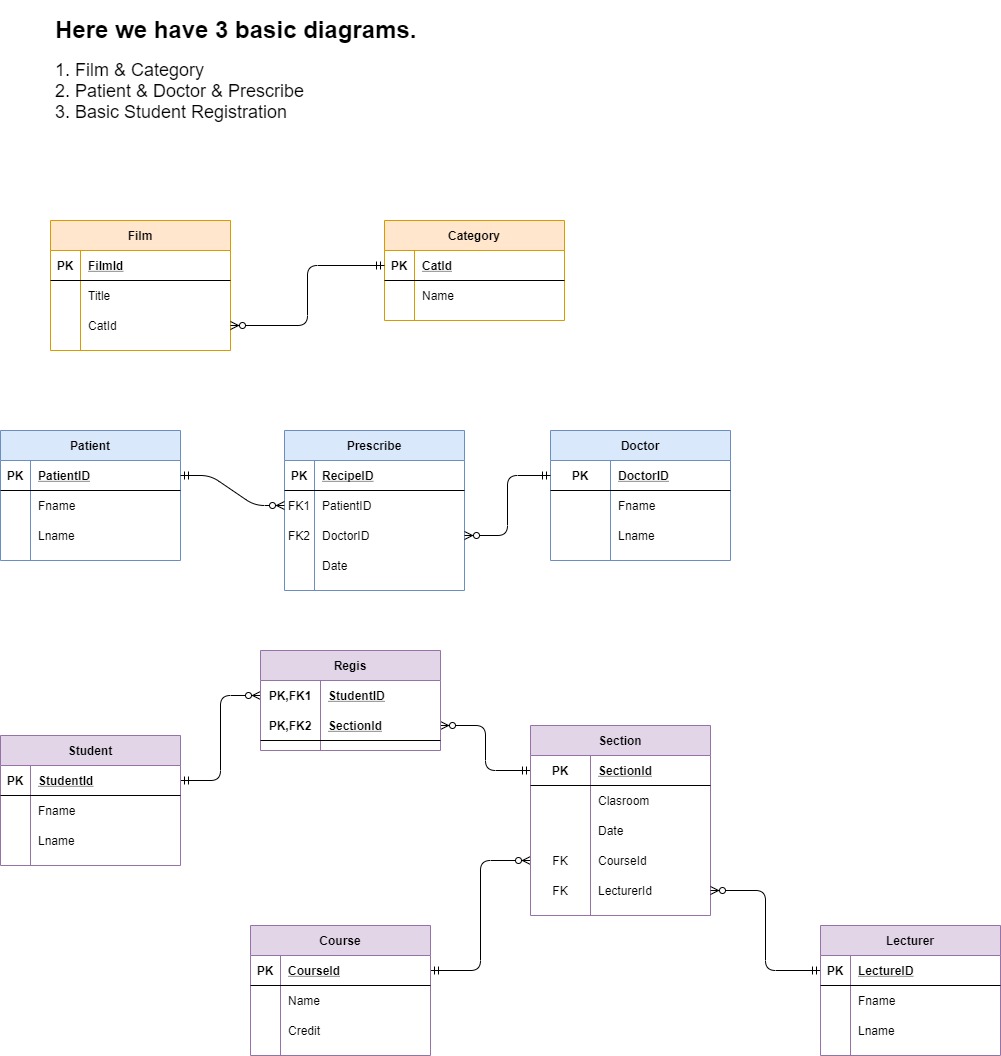 Here we have 3 basic diagrams.
1. Film & Category
2. Patient & Doctor & Prescribe
3. Basic Student Registration
Film
PK FilmId
Title
CatId
Category
PK CatId
Name
Patient
PK PatientID
Fname
Lname
Prescribe
PK RecipeID
FK1 PatientID
FK2 DoctorID
Date
Doctor
PK DoctorID
Fname
Lname
Regis
PK,FK1 StudentID
PK,FK2 SectionId
Student
PK StudentId
Fname
Lname
Section
PK SectionId
Clasroom
Date
FK CourseId
FK LecturerId
Course
PK CourseId
Name
Credit
Lecturer
PK LectureID
Fname
Lname